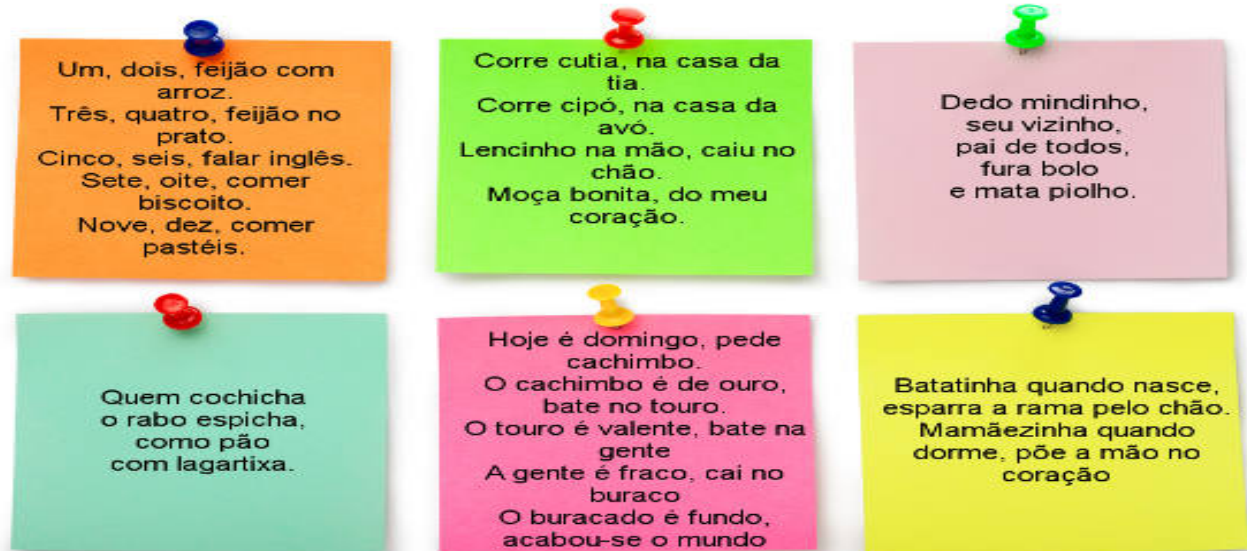 Um, dois, feijão com
arroz.
Três, quatro, feijão no
prato.
Cinco, seis, falar inglês.
Sete, oite, comer
biscoito.
Nove, dez, comer
pastéis.
Corre cutia, na casa da
tia.
Corre cipó, na casa da
avó.
Lencinho na mão, caiu no
chão.
Moça bonita, do meu
coração.
Dedo mindinho,
seu vizinho,
pai de todos,
fura bolo
e mata piolho.
Quem cochicha
o rabo espicha,
como pão
com lagartixa.
Hoje é domingo, pede
cachimbo.
O cachimbo é de ouro,
bate no touro.
O touro é valente, bate na
gente
A gente é fraco, cai no
buraco
O buracado é fundo,
acabou-se o mundo
Batatinha quando nasce,
esparra a rama pelo chão.
Mamãezinha quando
dorme, põe a mão no
coração